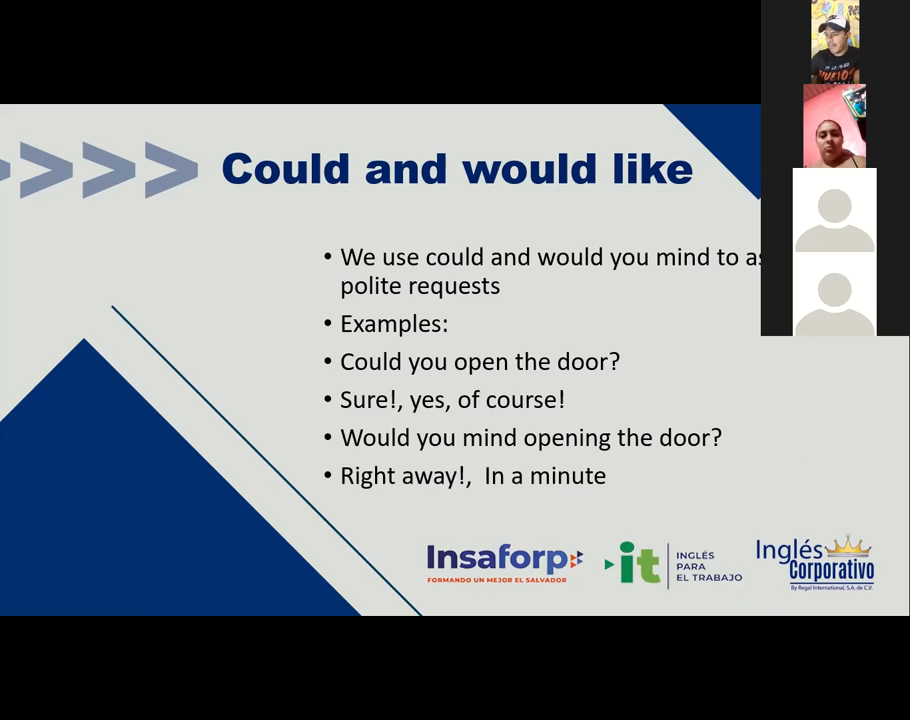 Could and would like
• We use could and would you mind to
polite requests
• Examples:
• Could you open the door?
• Sure!, yes, of course!
• Would you mind opening the door?
• Right away!,  In a minute
Insaforp
FORMANDO UN MEJOR EL SALVADOR
it
INGLÉS
PARA
EL TRABAJO
Inglés
Corporativo
By Regal International, S.A. de C.V.